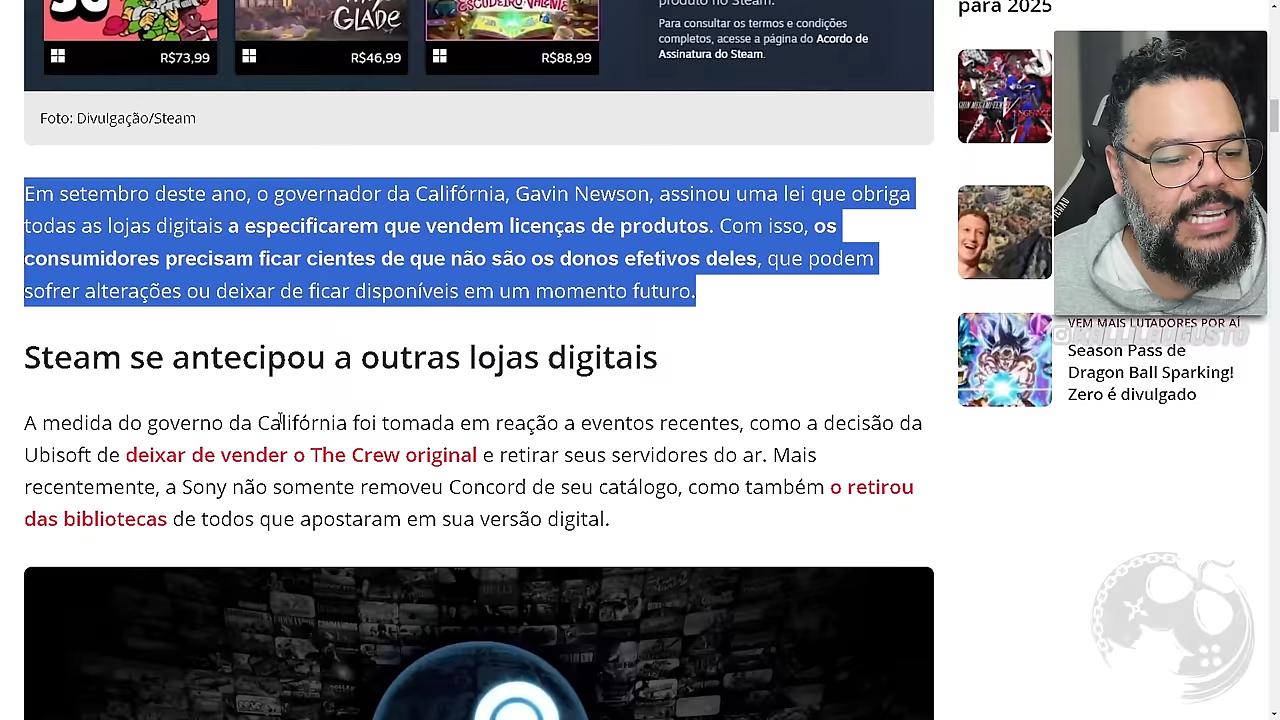 GLADE
ESCUDEIRO VALENTE
R$73,99
R$46,99
R$88,99
produto no Steam.
Para consultar os termos e condições
completos, acesse a página do Acordo de
Assinatura do Steam.
para 2025
Foto: Divulgação/Steam
Em setembro deste ano, o governador da Califórnia, Gavin Newson, assinou uma lei que obriga
todas as lojas digitais a especificarem que vendem licenças de produtos. Com isso, os
consumidores precisam ficar cientes de que não são os donos efetivos deles, que podem
sofrer alterações ou deixar de ficar disponíveis em um momento futuro.
Steam se antecipou a outras lojas digitais
A medida do governo da Califórnia foi tomada em reação a eventos recentes, como a decisão da
Ubisoft de deixar de vender o The Crew original e retirar seus servidores do ar. Mais
recentemente, a Sony não somente removeu Concord de seu catálogo, como também o retirou
das bibliotecas de todos que apostaram em sua versão digital.
VENGEANCE
PICHAU
VEM MAIS LUTADORES POR AÍ
Season Pass de
Dragon Ball Sparking!
Zero é divulgado